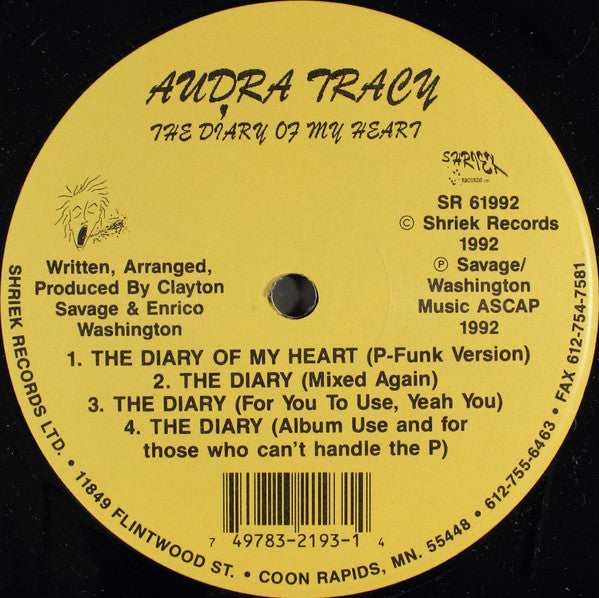 AUDRA TRACY
THE DIARY OF MY HEART
SHRIEK
RECORDS LTD
SR 61992
© Shriek Records
1992
℗ Savage/
Washington
Music ASCAP
1992
Written, Arranged,
Produced By Clayton
Savage & Enrico
Washington
1. THE DIARY OF MY HEART (P-Funk Version)
2. THE DIARY (Mixed Again)
3. THE DIARY (For You To Use, Yeah You)
4. THE DIARY (Album Use and for
those who can't handle the P)
7 49783-2193-1 4
SHRIEK RECORDS LTD. • 11849 FLINTWOOD ST. • COON RAPIDS, MN. 55448 • 612-755-6463 • FAX 612-754-7581